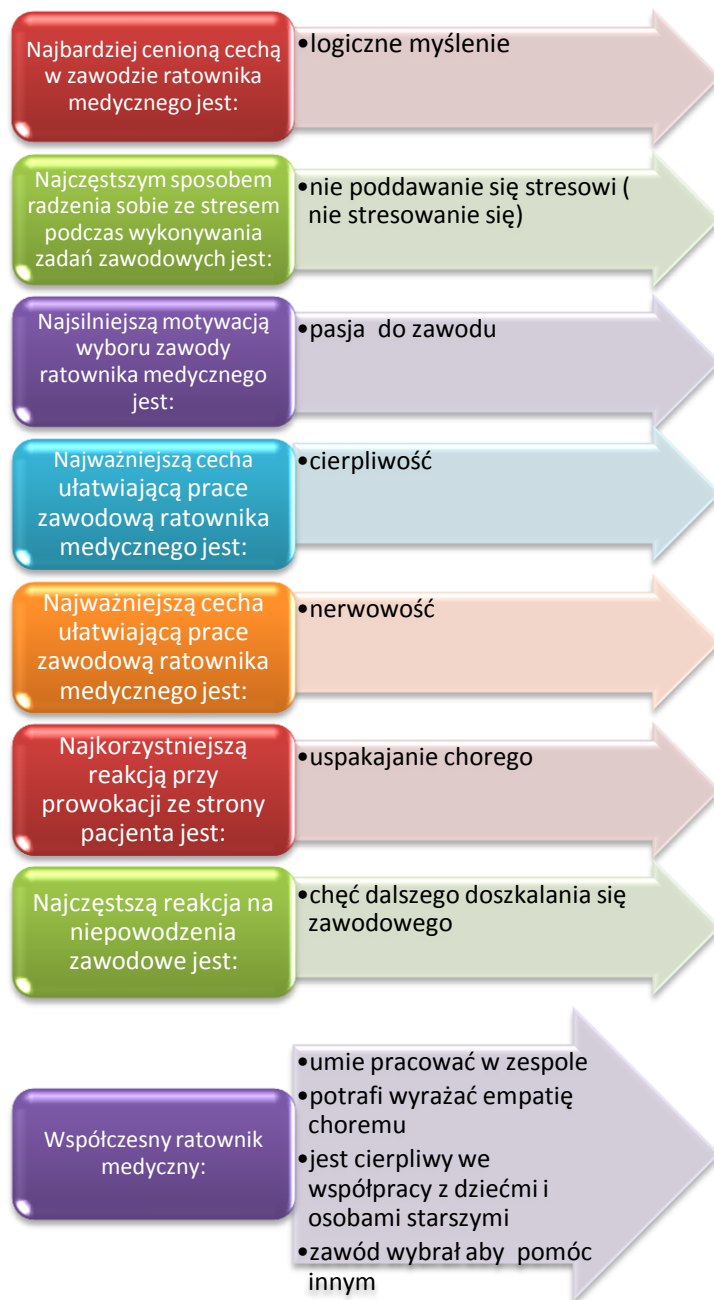 Najbardziej cenioną cechą
w zawodzie ratownika
medycznego jest:
•logiczne myślenie
Najczęstszym sposobem
radzenia sobie ze stresem
podczas wykonywania
zadań zawodowych jest:
•nie poddawanie się stresowi (
nie stresowanie się)
Najsilniejszą motywacją
wyboru zawody
ratownika medycznego
jest:
•pasja do zawodu
Najważniejszą cecha
ułatwiającą prace
zawodową ratownika
medycznego jest:
•cierpliwość
Najważniejszą cecha
ułatwiającą prace
zawodową ratownika
medycznego jest:
•nerwowość
Najkorzystniejszą
reakcją przy
prowokacji ze strony
pacjenta jest:
•uspakajanie chorego
Najczęstszą reakcja na
niepowodzenia
zawodowe jest:
•chęć dalszego doszkalania się
zawodowego
Współczesny ratownik
medyczny:
•umie pracować w zespole
•potrafi wyrażać empatię
choremu
•jest cierpliwy we
współpracy z dziećmi i
osobami starszymi
•zawód wybrał aby pomóc
innym